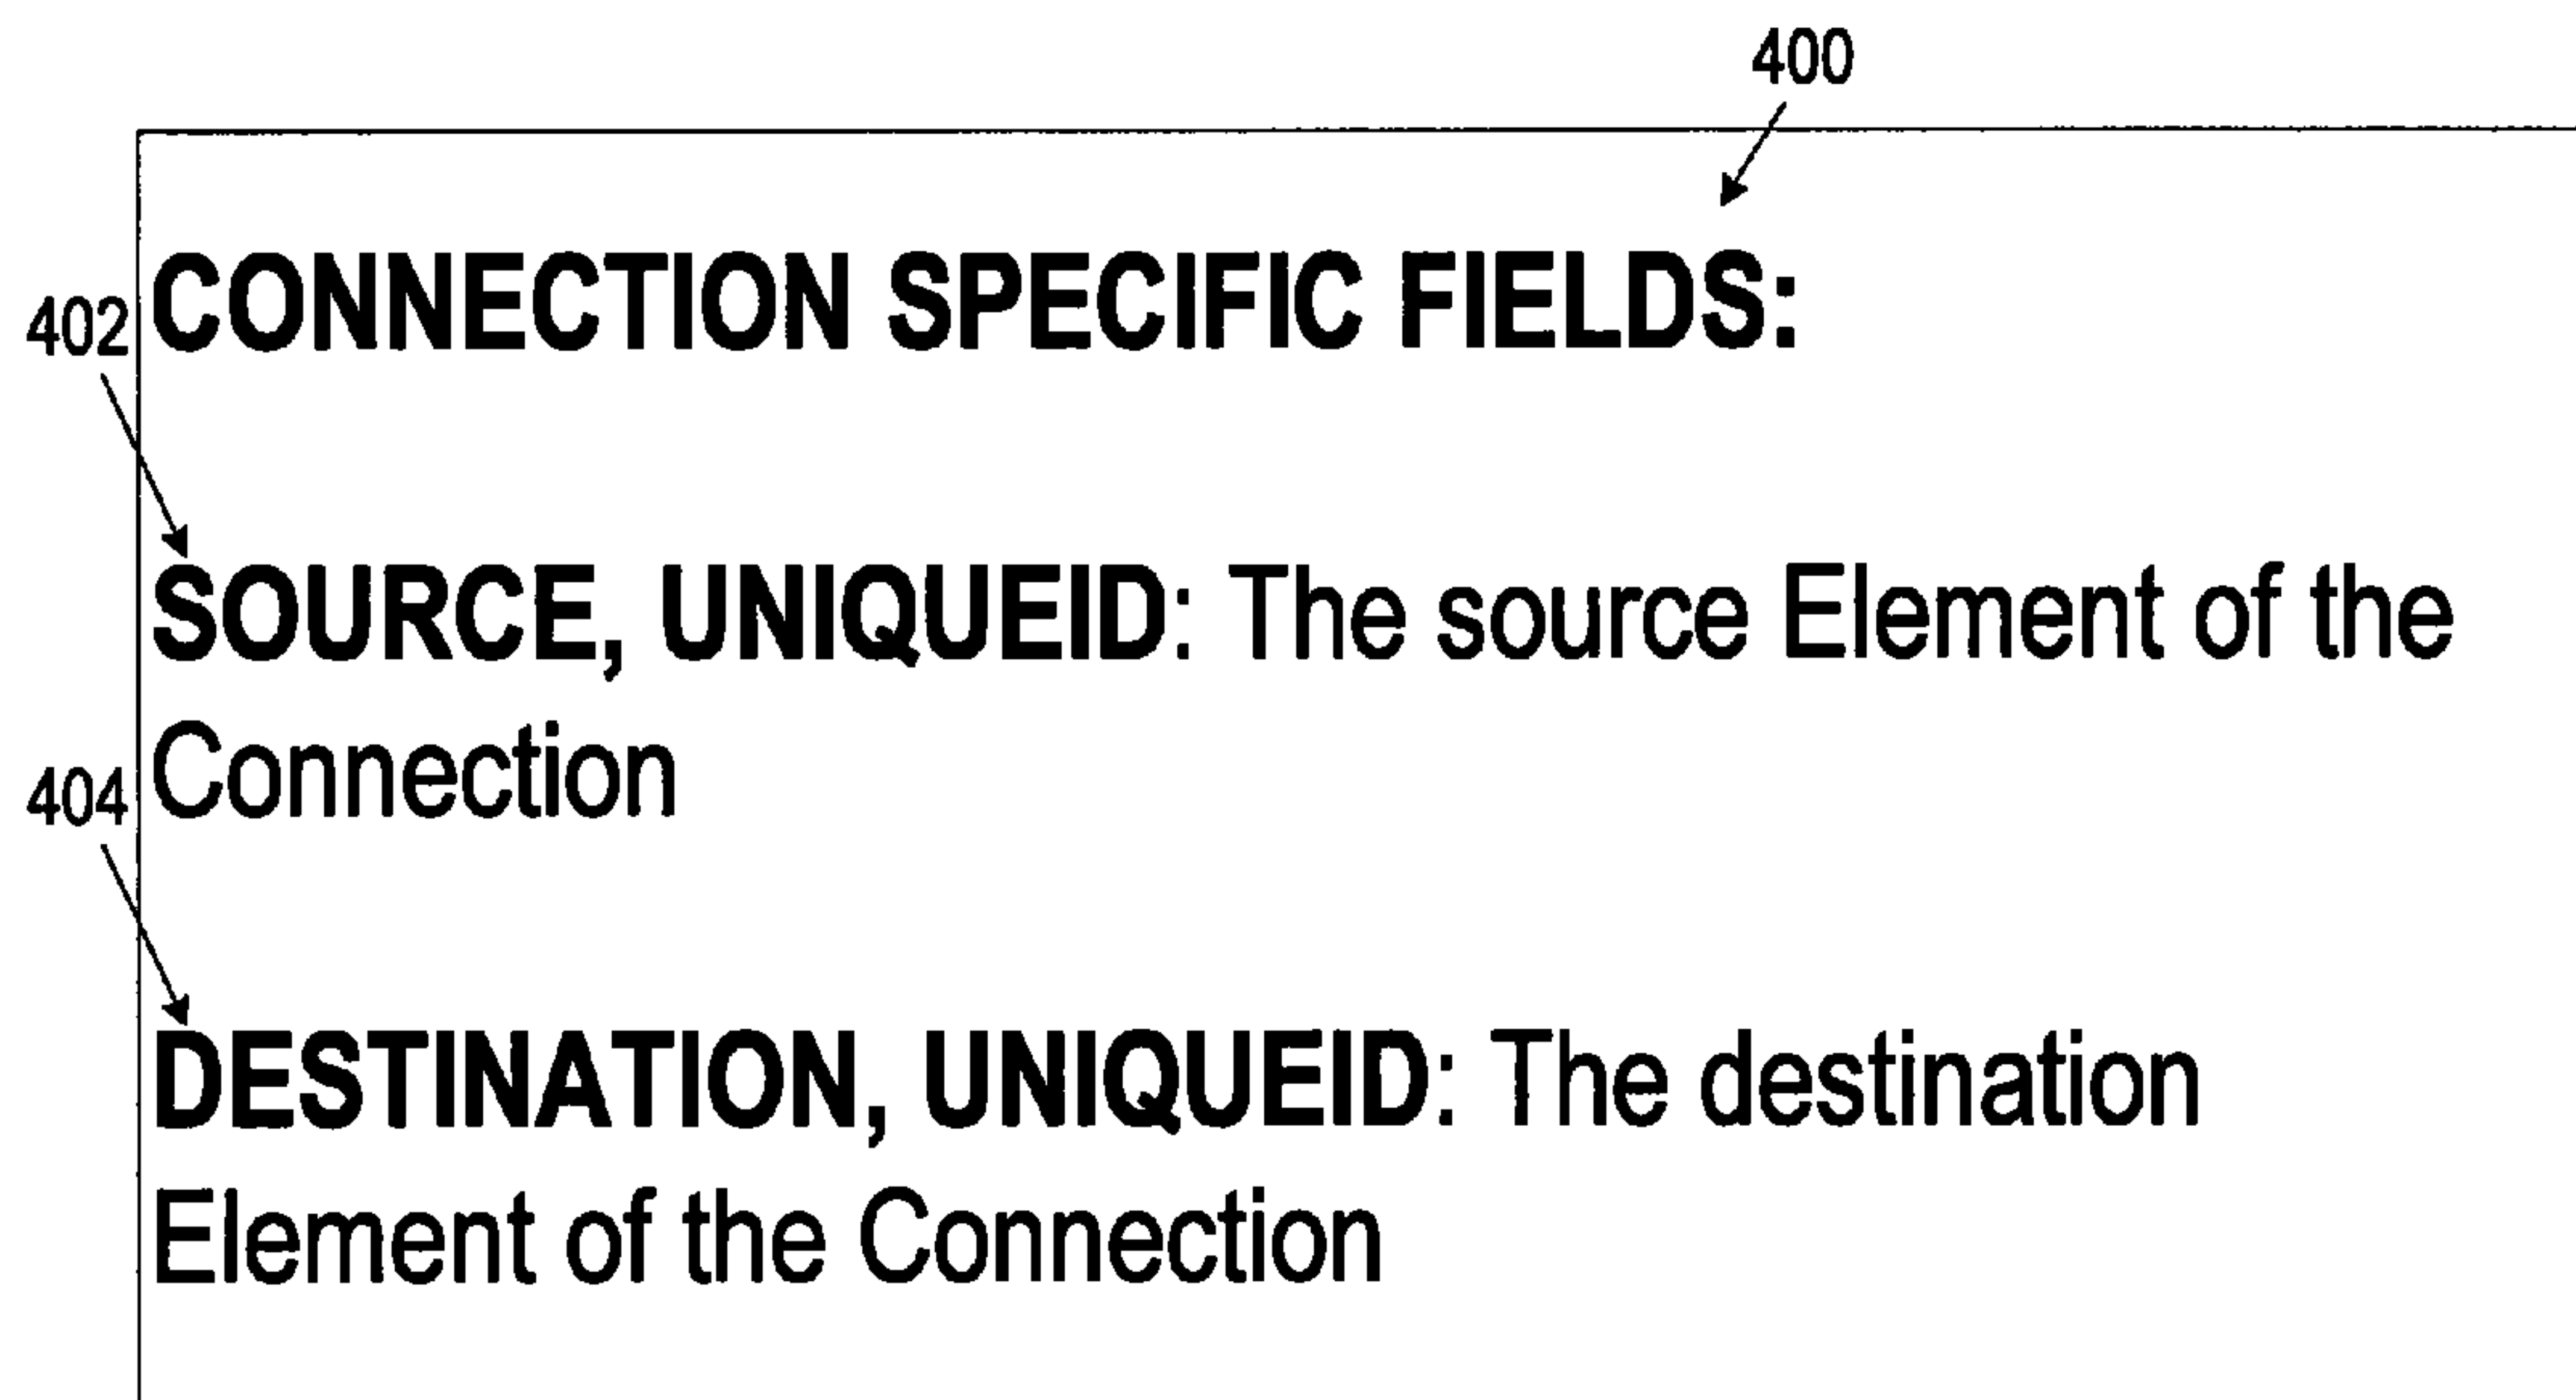 400
402 CONNECTION SPECIFIC FIELDS:
SOURCE, UNIQUEID: The source Element of the
404 Connection
DESTINATION, UNIQUEID: The destination
Element of the Connection